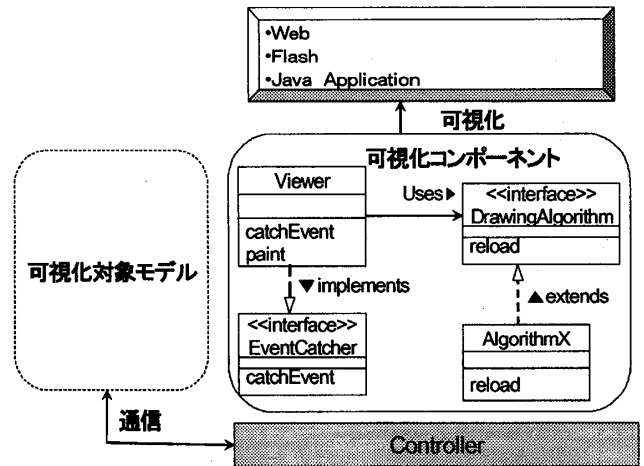 •Web
•Flash
•Java Application
可視化
可視化コンポーネント
Viewer
catchEvent
paint
Uses▶
<<interface>>
DrawingAlgorithm
reload
可視化対象モデル
▼implements
<<interface>>
EventCatcher
catchEvent
▲extends
AlgorithmX
reload
通信
Controller